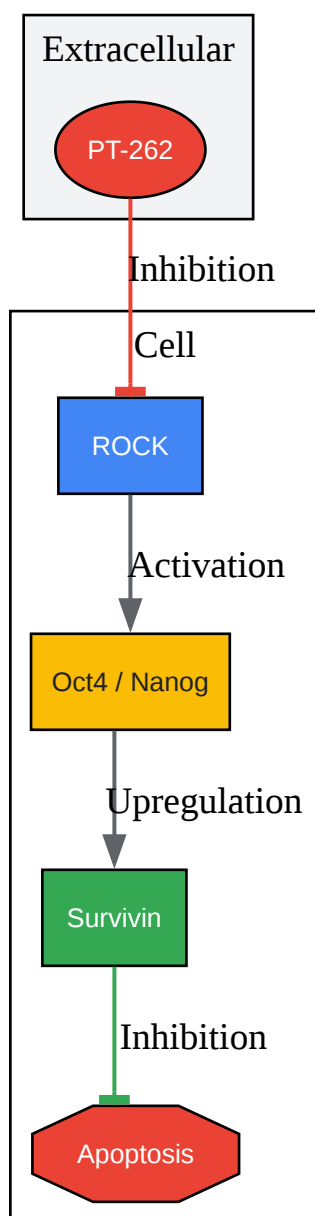 Extracellular
PT-262
Inhibition
Cell
ROCK
Activation
Oct4 / Nanog
Upregulation
Survivin
Inhibition
Apoptosis